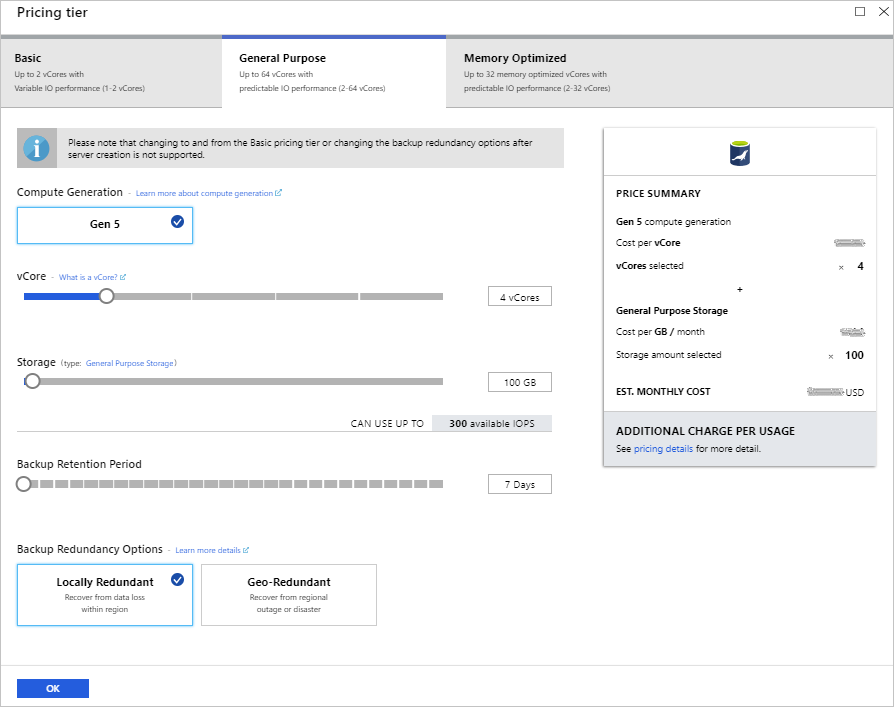 Pricing tier
Basic
Up to 2 vCores with
Variable IO performance (1-2 vCores)
General Purpose
Up to 64 vCores with
predictable IO performance (2-64 vCores)
Memory Optimized
Up to 32 memory optimized vCores with
predictable IO performance (2-32 vCores)
Please note that changing to and from the Basic pricing tier or changing the backup redundancy options after
server creation is not supported.
Compute Generation - Learn more about compute generation
Gen 5
vCore - What is a vCore?
4 vCores
Storage (type: General Purpose Storage)
100 GB
CAN USE UP TO 300 available IOPS
Backup Retention Period
7 Days
Backup Redundancy Options - Learn more details
Locally Redundant
Recover from data loss
within region
Geo-Redundant
Recover from regional
outage or disaster
OK
PRICE SUMMARY
Gen 5 compute generation
Cost per vCore
vCores selected × 4
+
General Purpose Storage
Cost per GB / month
Storage amount selected × 100
EST. MONTHLY COST USD
ADDITIONAL CHARGE PER USAGE
See pricing details for more detail.